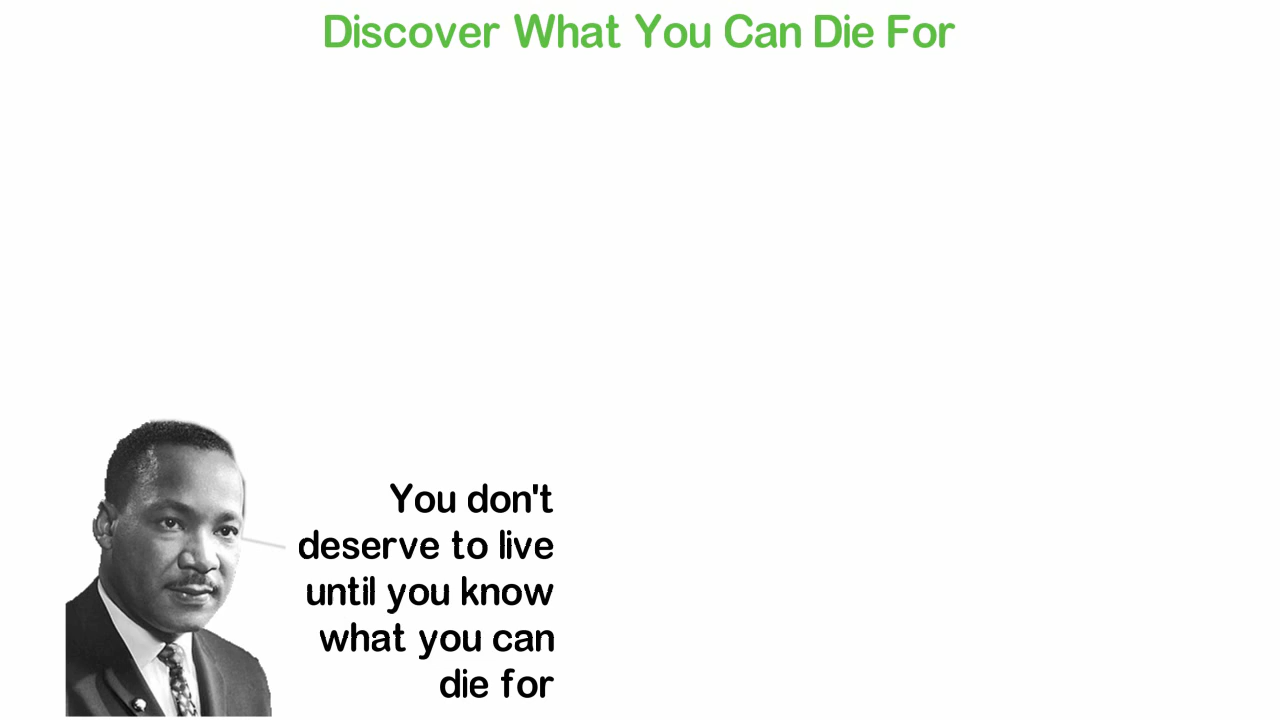 Discover What You Can Die For
You don't
deserve to live
until you know
what you can
die for